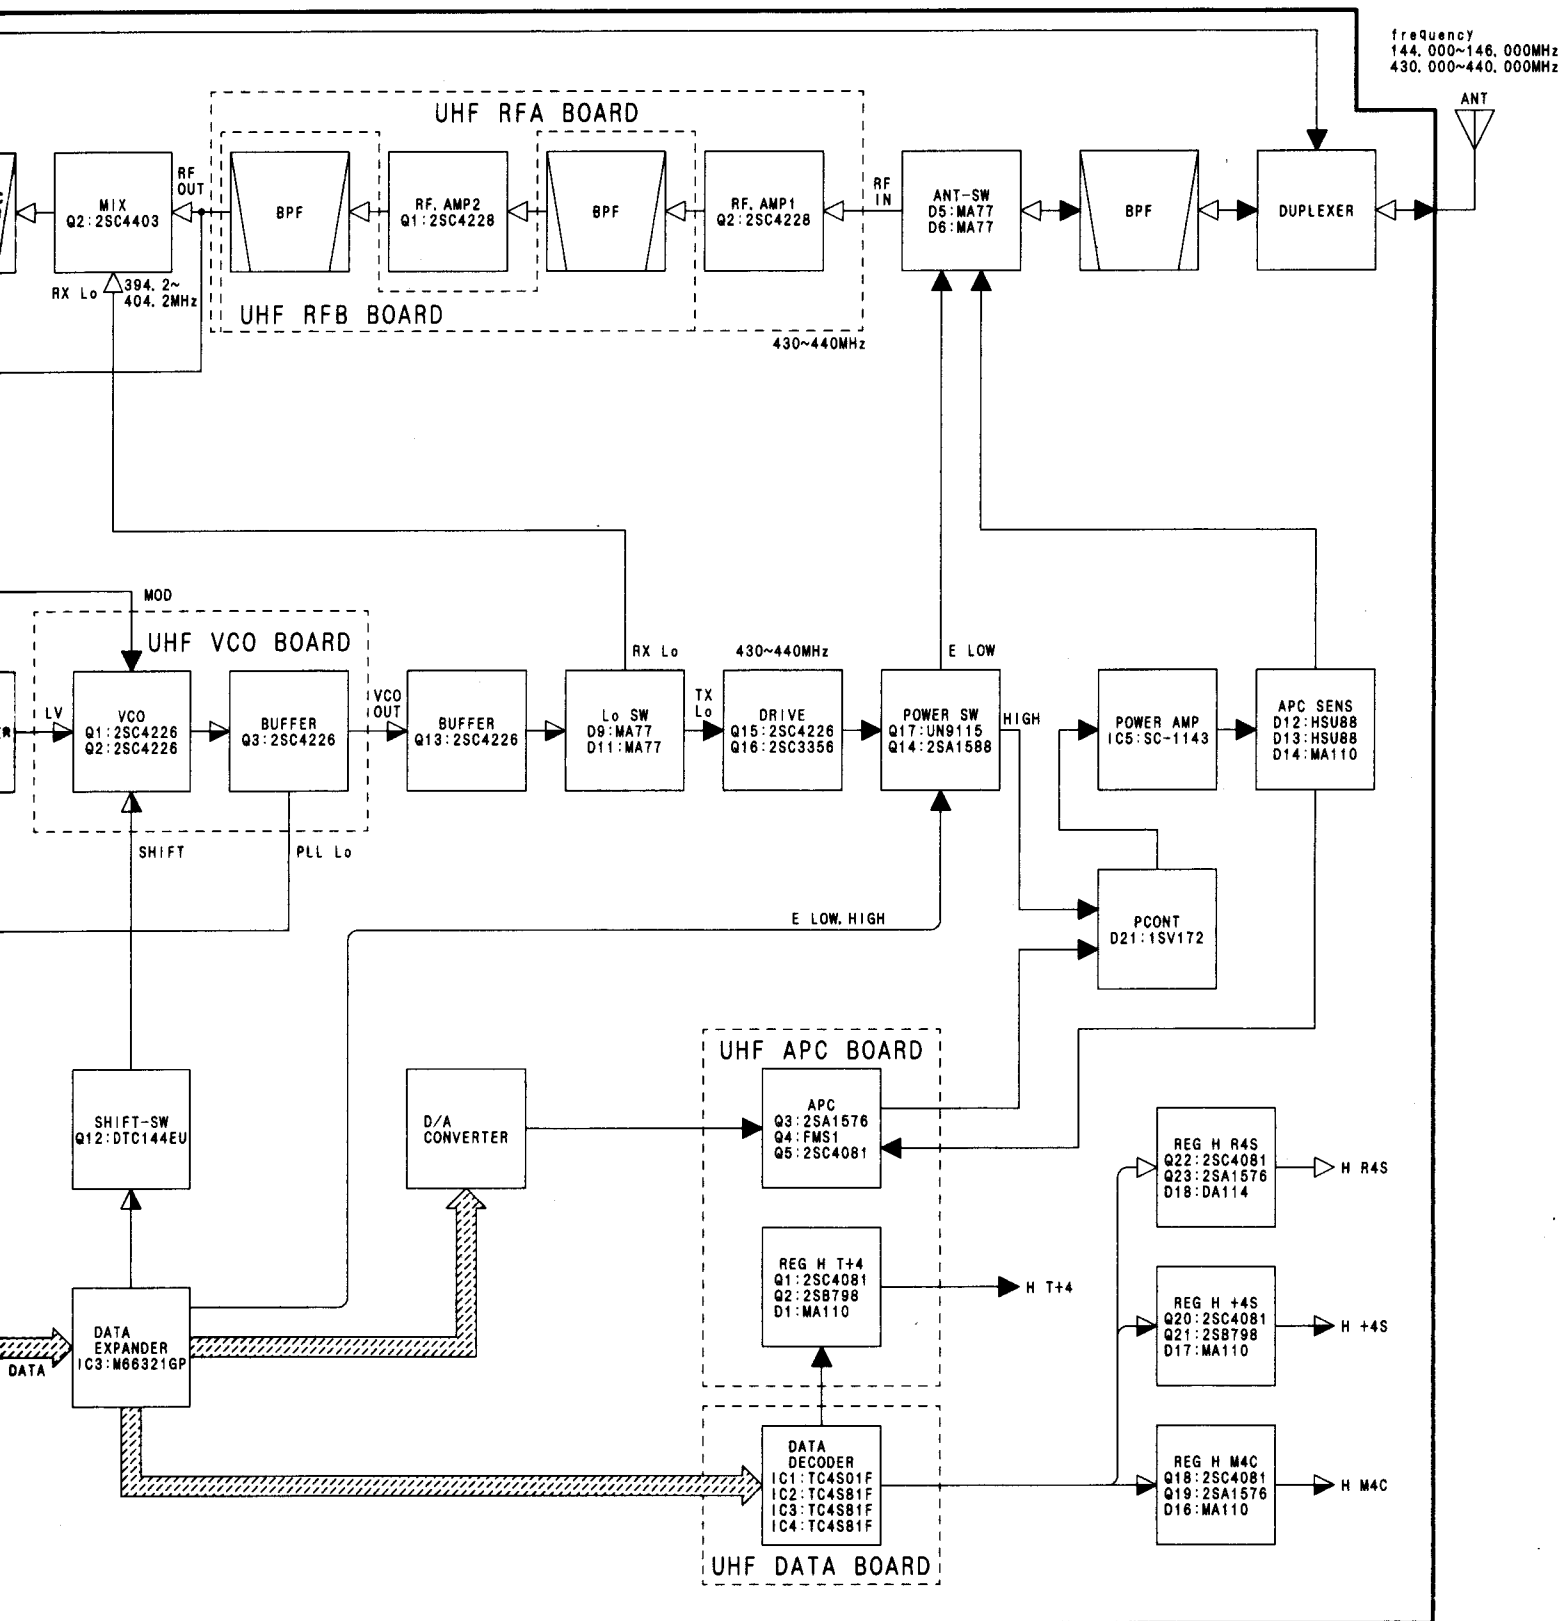 frequency
144.000~146.000MHz
430.000~440.000MHz
ANT
UHF RFA BOARD
RF
OUT
MIX
Q2:2SC4403
BPF
RF.AMP2
Q1:2SC4228
BPF
RF.AMP1
Q2:2SC4228
RF
IN
ANT-SW
D5:MA77
D6:MA77
BPF
DUPLEXER
RX Lo
394.2~
404.2MHz
UHF RFB BOARD
430~440MHz
MOD
UHF VCO BOARD
RX Lo
430~440MHz
E LOW
LV
VCO
Q1:2SC4226
Q2:2SC4226
BUFFER
Q3:2SC4226
VCO
OUT
BUFFER
Q13:2SC4226
Lo SW
D9:MA77
D11:MA77
TX
Lo
DRIVE
Q15:2SC4226
Q16:2SC3356
POWER SW
Q17:UN9115
Q14:2SA1588
HIGH
POWER AMP
IC5:SC-1143
APC SENS
D12:HSU88
D13:HSU88
D14:MA110
SHIFT
PLL Lo
E LOW.HIGH
PCONT
D21:1SV172
UHF APC BOARD
SHIFT-SW
Q12:DTC144EU
D/A
CONVERTER
APC
Q3:2SA1576
Q4:FMS1
Q5:2SC4081
REG H R4S
Q22:2SC4081
Q23:2SA1576
D18:DA114
H R4S
REG H T+4
Q1:2SC4081
Q2:2SB798
D1:MA110
H T+4
REG H +4S
Q20:2SC4081
Q21:2SB798
D17:MA110
H +4S
DATA
DATA
EXPANDER
IC3:M66321GP
DATA
DECODER
IC1:TC4S01F
IC2:TC4S81F
IC3:TC4S81F
IC4:TC4S81F
REG H M4C
Q18:2SC4081
Q19:2SA1576
D16:MA110
H M4C
UHF DATA BOARD